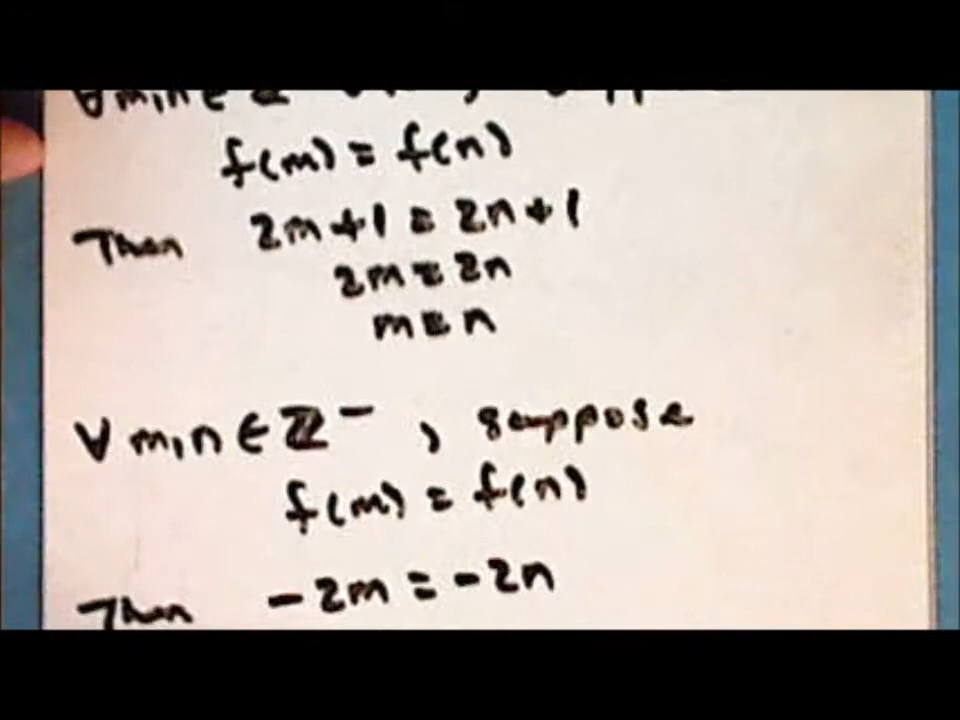 ∀ m,n ∈ ℤ
f(m) = f(n)
Then 2m+1 = 2n+1
2m = 2n
m = n
∀ m,n ∈ ℤ⁻, suppose
f(m) = f(n)
Then -2m = -2n